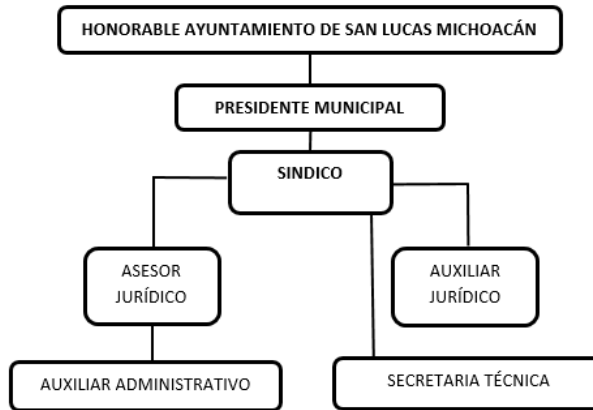 HONORABLE AYUNTAMIENTO DE SAN LUCAS MICHOACÁN
PRESIDENTE MUNICIPAL
SINDICO
ASESOR
JURÍDICO
AUXILIAR
JURÍDICO
AUXILIAR ADMINISTRATIVO
SECRETARIA TÉCNICA